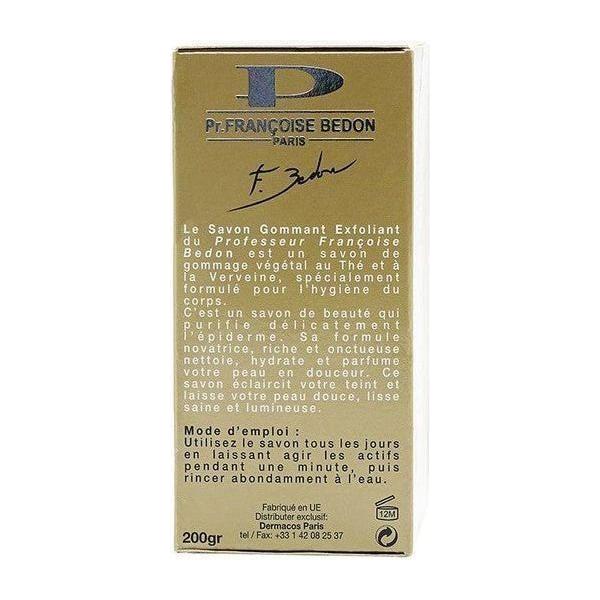 P
Pr.FRANÇOISE BEDON
PARIS
F. Bedon
Le Savon Gommant Exfoliant
du Professeur Françoise
Bedon est un savon de
gommage végétal au Thé et à
la Verveine, spécialement
formulé pour l'hygiène du
corps.
C'est un savon de beauté qui
purifie délicatement
l'épiderme. Sa formule
novatrice, riche et onctueuse
nettoie, hydrate et parfume
votre peau en douceur. Ce
savon éclaircit votre teint et
laisse votre peau douce, lisse
saine et lumineuse.
Mode d'emploi :
Utilisez le savon tous les jours
en laissant agir les actifs
pendant une minute, puis
rincer abondamment à l'eau.
Fabriqué en UE
Distributer exclusif:
Dermacos Paris
tel / Fax: +33 1 42 08 25 37
200gr
12M